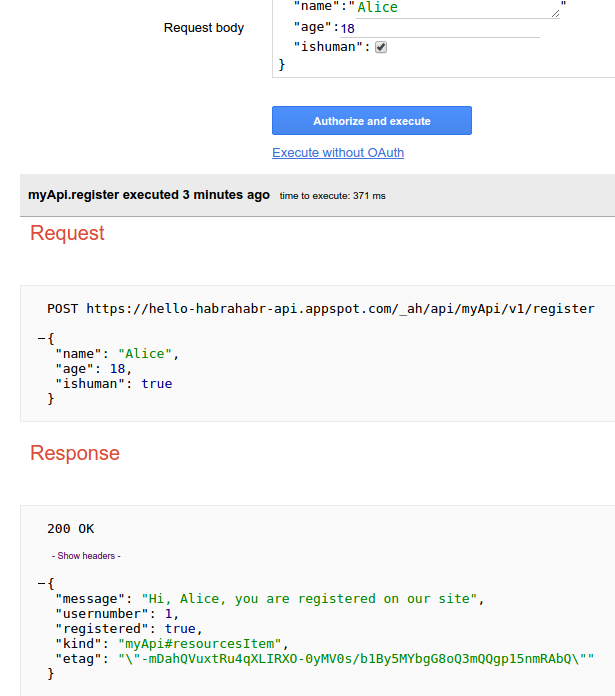 "name":"Alice"
Request body
"age":18
"ishuman":
}
Authorize and execute
Execute without OAuth
myApi.register executed 3 minutes ago time to execute: 371 ms
Request
POST https://hello-habrahabr-api.appspot.com/_ah/api/myApi/v1/register
{
"name": "Alice",
"age": 18,
"ishuman": true
}
Response
200 OK
- Show headers -
{
"message": "Hi, Alice, you are registered on our site",
"usernumber": 1,
"registered": true,
"kind": "myApi#resourcesItem",
"etag": "\"-mDahQVuxtRu4qXLIRXO-0yMV0s/b1By5MYbgG8oQ3mQQgp15nmRAbQ\""
}